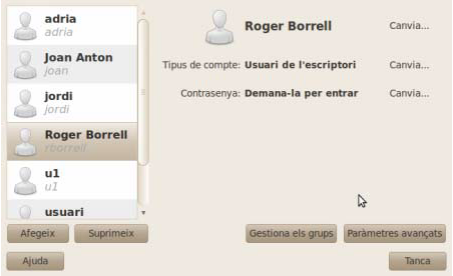 adria
adria
Joan Anton
joan
jordi
jordi
Roger Borrell
rborrell
u1
u1
usuari
Afegeix
Suprimeix
Roger Borrell
Canvia...
Tipus de compte: Usuari de l'escriptori
Canvia...
Contrasenya: Demana-la per entrar
Canvia...
Gestiona els grups
Paràmetres avançats
Ajuda
Tanca